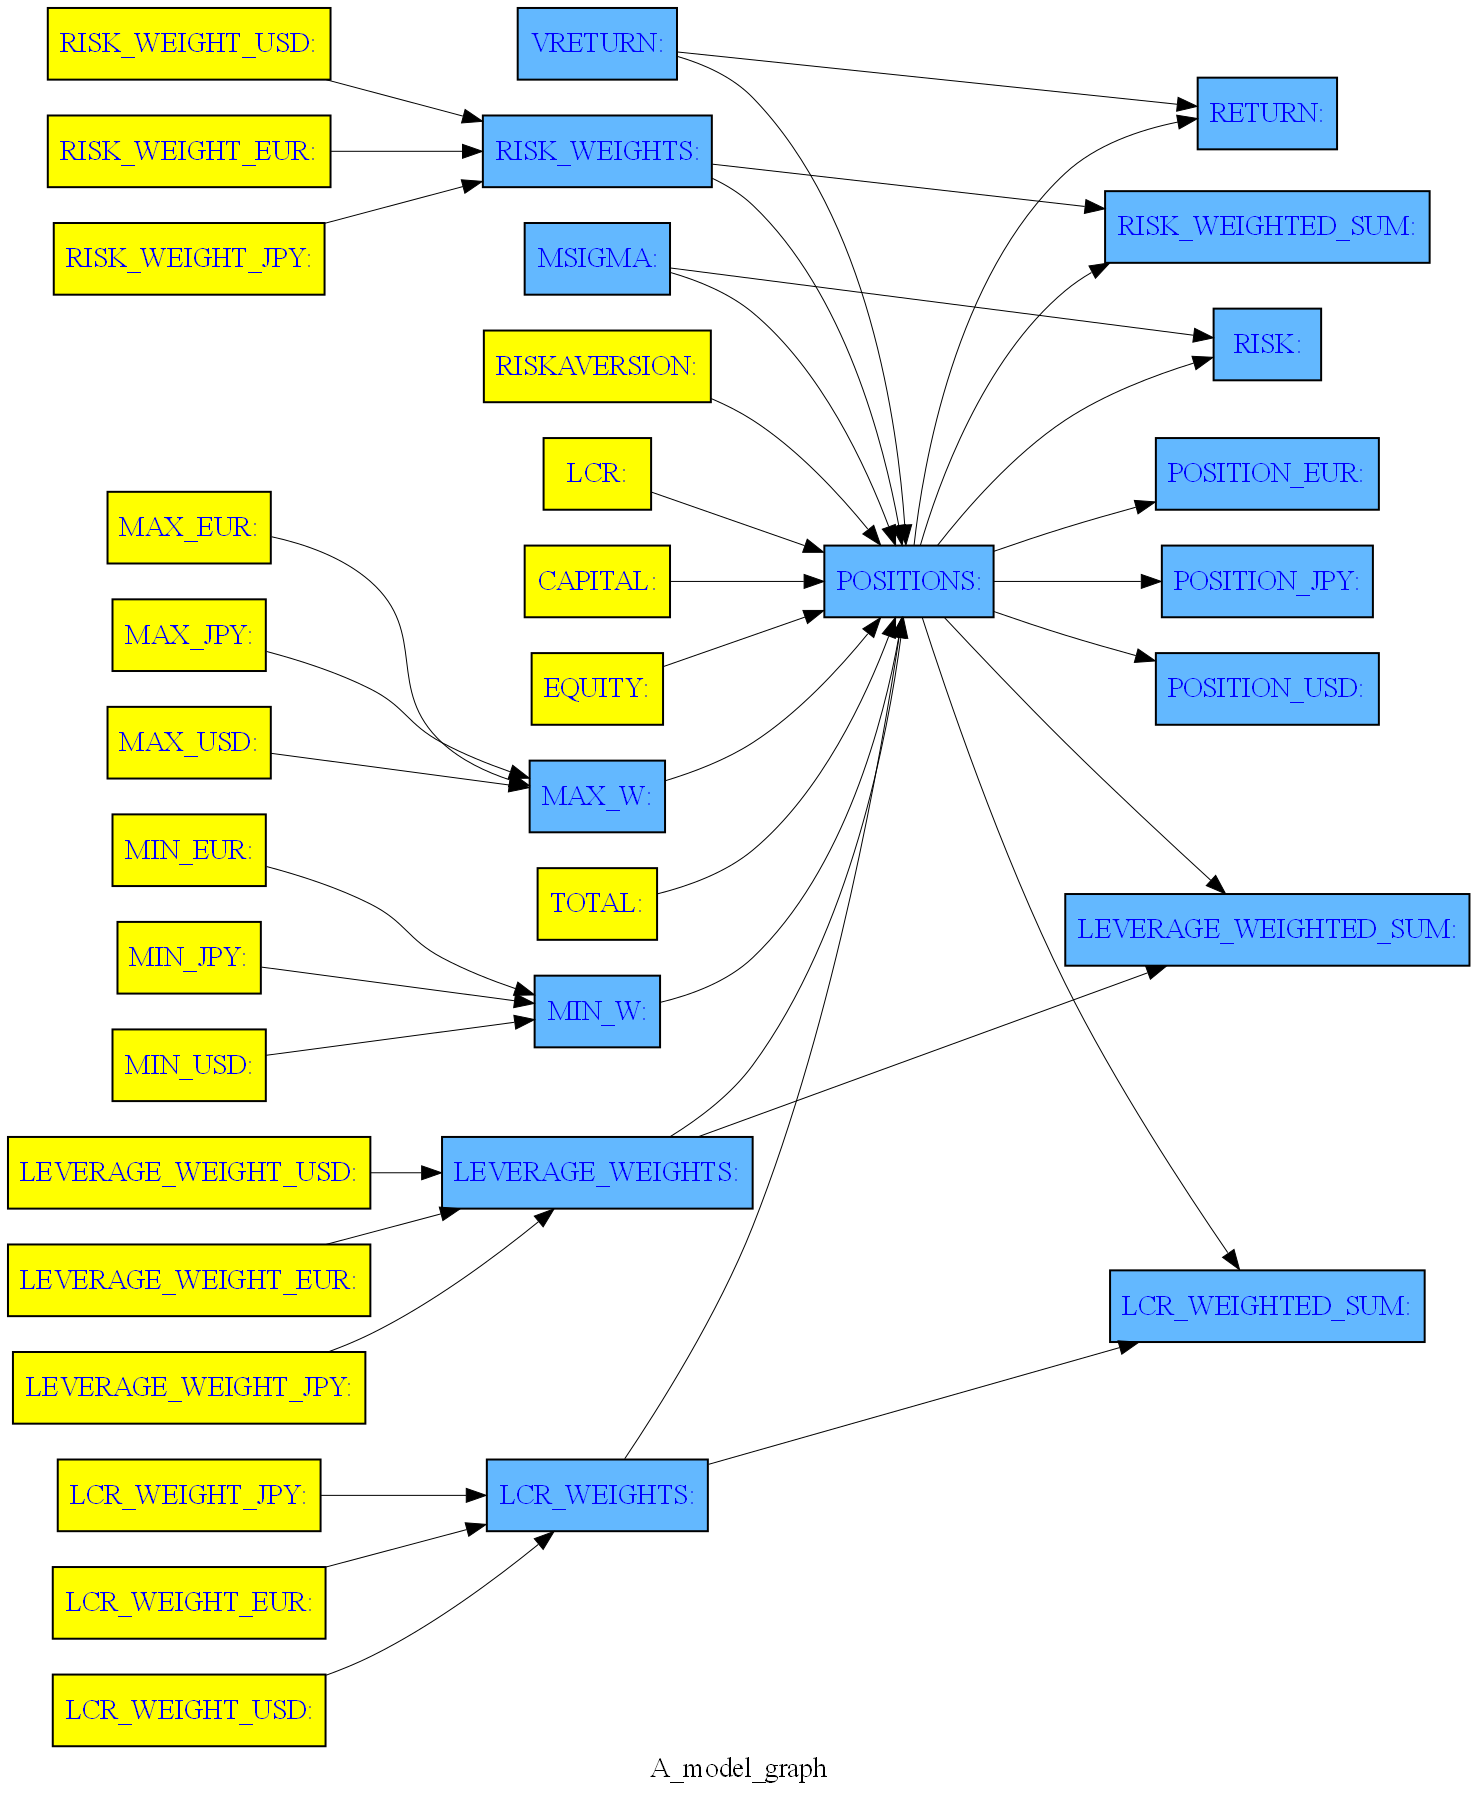 RISK_WEIGHT_USD:
RISK_WEIGHT_EUR:
RISK_WEIGHT_JPY:
MAX_EUR:
MAX_JPY:
MAX_USD:
MIN_EUR:
MIN_JPY:
MIN_USD:
LEVERAGE_WEIGHT_USD:
LEVERAGE_WEIGHT_EUR:
LEVERAGE_WEIGHT_JPY:
LCR_WEIGHT_JPY:
LCR_WEIGHT_EUR:
LCR_WEIGHT_USD:
VRETURN:
RISK_WEIGHTS:
MSIGMA:
RISKAVERSION:
LCR:
CAPITAL:
EQUITY:
MAX_W:
TOTAL:
MIN_W:
LEVERAGE_WEIGHTS:
LCR_WEIGHTS:
POSITIONS:
RETURN:
RISK_WEIGHTED_SUM:
RISK:
POSITION_EUR:
POSITION_JPY:
POSITION_USD:
LEVERAGE_WEIGHTED_SUM:
LCR_WEIGHTED_SUM:
A_model_graph